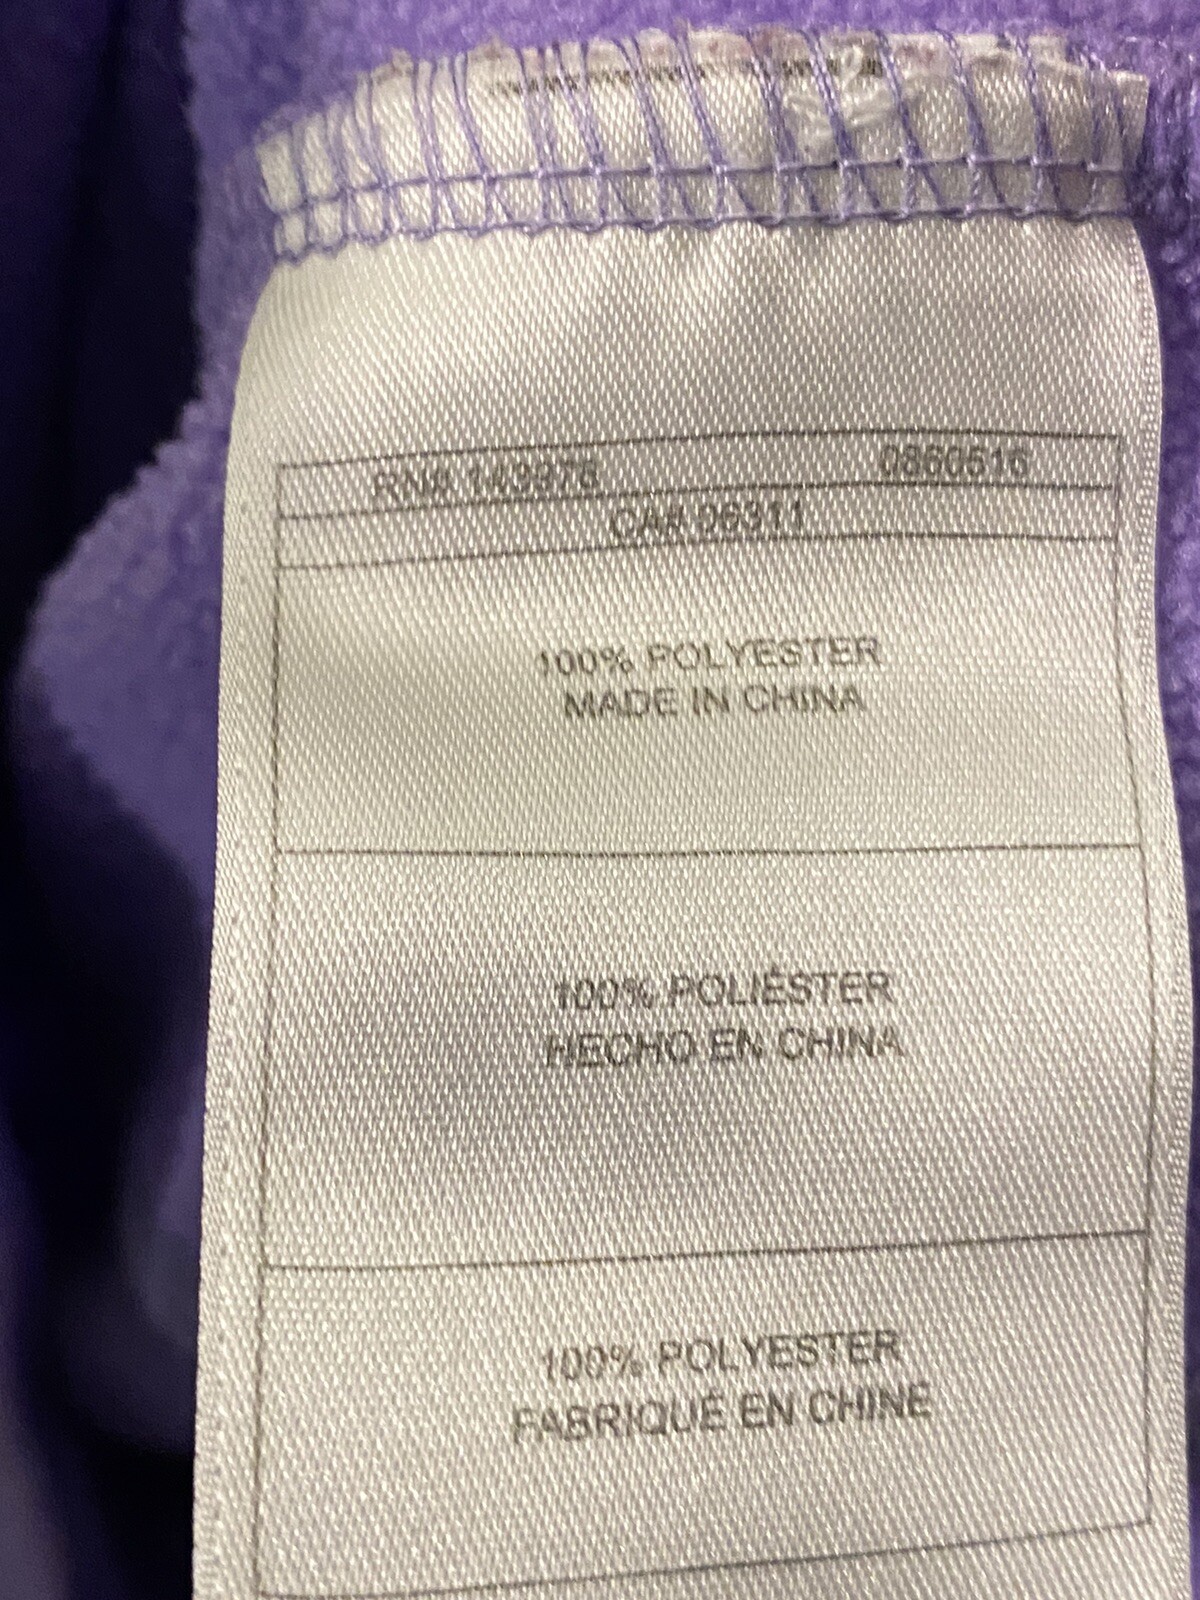 RN# 143978 0860516
CA# 06311
100% POLYESTER
MADE IN CHINA
100% POLIÉSTER
HECHO EN CHINA
100% POLYESTER
FABRIQUÉ EN CHINE